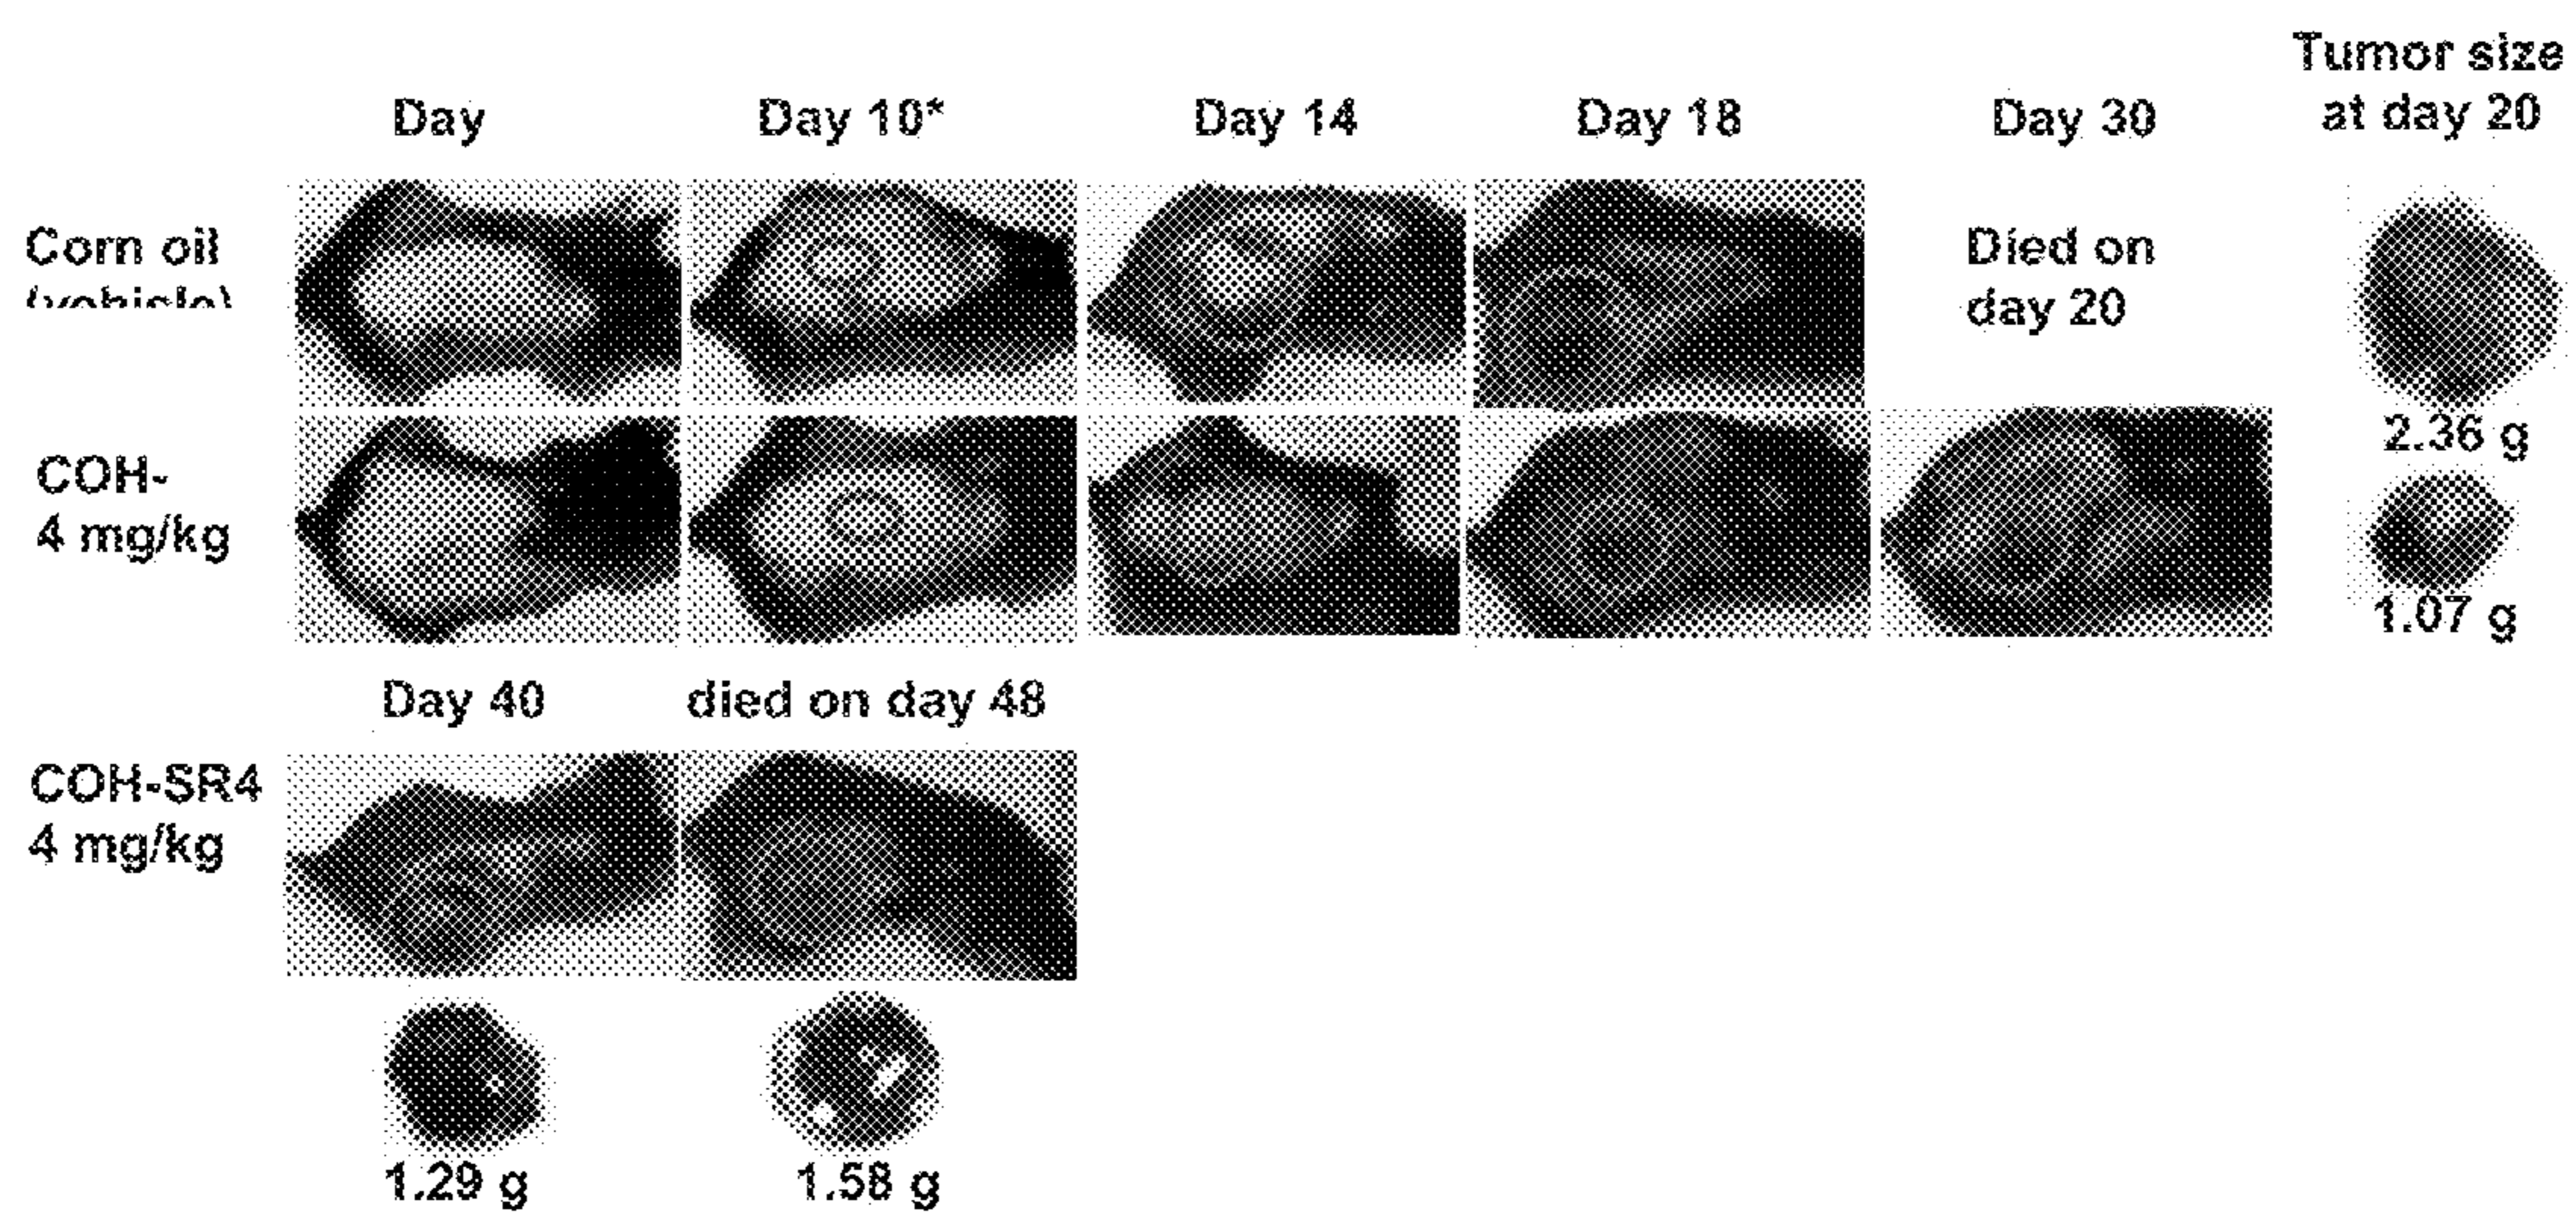 Tumor size
at day 20
Day Day 10* Day 14 Day 18 Day 30
Corn oil
(vehicle)
Died on
day 20
2.36 g
COH-
4 mg/kg
1.07 g
Day 40 died on day 48
COH-SR4
4 mg/kg
1.29 g 1.58 g